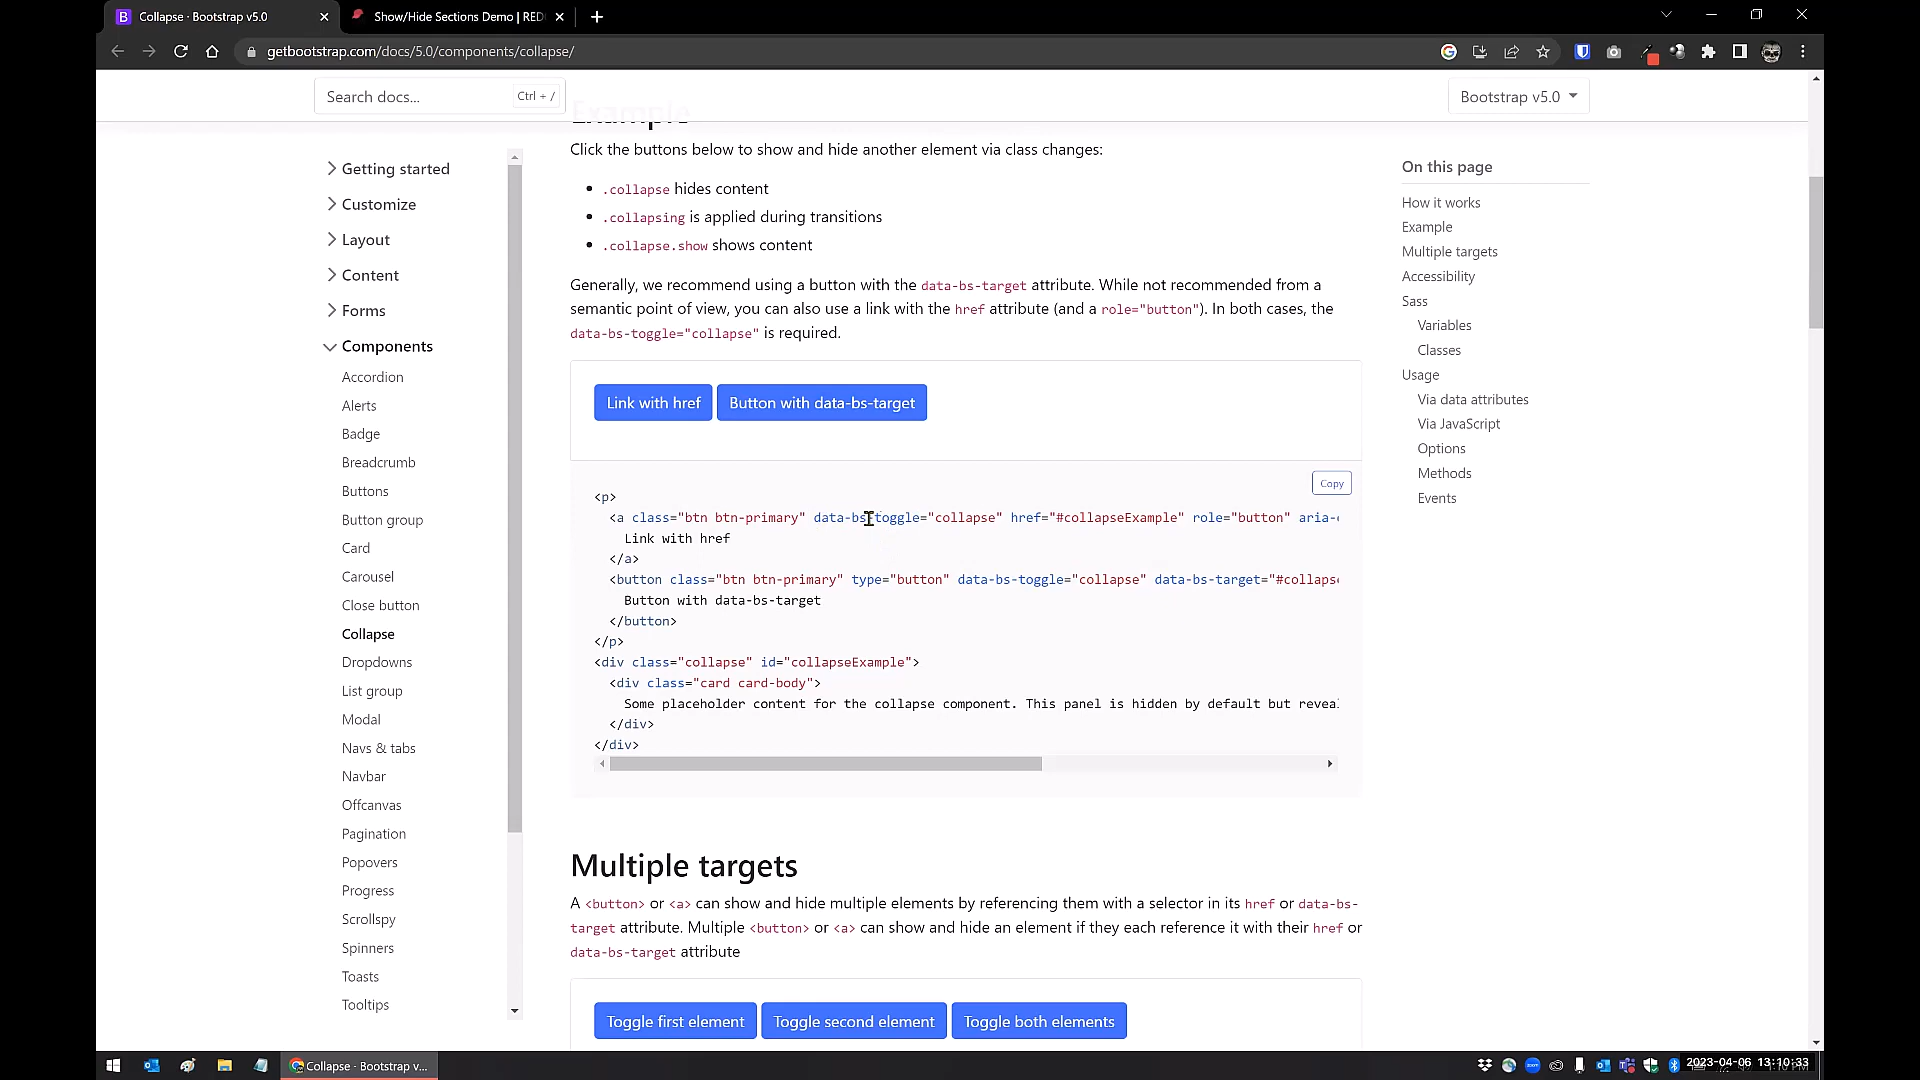 Collapse · Bootstrap v5.0
Show/Hide Sections Demo | RED
getbootstrap.com/docs/5.0/components/collapse/
Search docs...
Ctrl + /
Bootstrap v5.0
Getting started
Customize
Layout
Content
Forms
Components
Accordion
Alerts
Badge
Breadcrumb
Buttons
Button group
Card
Carousel
Close button
Collapse
Dropdowns
List group
Modal
Navs & tabs
Navbar
Offcanvas
Pagination
Popovers
Progress
Scrollspy
Spinners
Toasts
Tooltips
Example
Click the buttons below to show and hide another element via class changes:
• .collapse hides content
• .collapsing is applied during transitions
• .collapse.show shows content
Generally, we recommend using a button with the data-bs-target attribute. While not recommended from a
semantic point of view, you can also use a link with the href attribute (and a role="button"). In both cases, the
data-bs-toggle="collapse" is required.
Link with href
Button with data-bs-target
Copy
<p>
<a class="btn btn-primary" data-bs-toggle="collapse" href="#collapseExample" role="button" aria-
Link with href
</a>
<button class="btn btn-primary" type="button" data-bs-toggle="collapse" data-bs-target="#collapse
Button with data-bs-target
</button>
</p>
<div class="collapse" id="collapseExample">
<div class="card card-body">
Some placeholder content for the collapse component. This panel is hidden by default but reveal
</div>
</div>
Multiple targets
A <button> or <a> can show and hide multiple elements by referencing them with a selector in its href or data-bs-
target attribute. Multiple <button> or <a> can show and hide an element if they each reference it with their href or
data-bs-target attribute
Toggle first element
Toggle second element
Toggle both elements
On this page
How it works
Example
Multiple targets
Accessibility
Sass
Variables
Classes
Usage
Via data attributes
Via JavaScript
Options
Methods
Events
Collapse · Bootstrap v...
2023-04-06 13:10:33